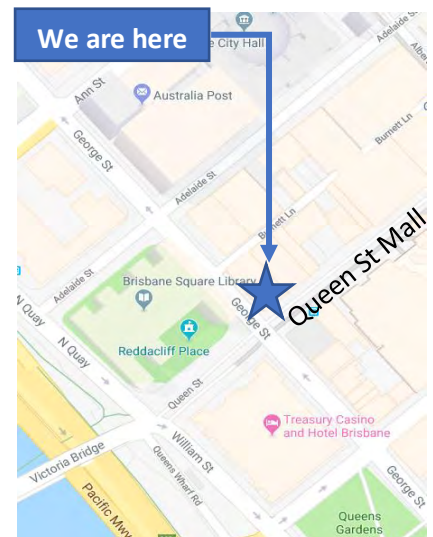 We are here
e City Hall
Adelaide St
Alber
Ann St
Australia Post
Burnett Ln
George St
Adelaide St
Burnett Ln
Queen St Mall
Brisbane Square Library
Adelaide St
George St
N Quay
N Quay
Reddacliff Place
Queen St
Treasury Casino
and Hotel Brisbane
William St
Victoria Bridge
Queens Wharf Rd
George St
Pacific Mwy
Queens
Gardens